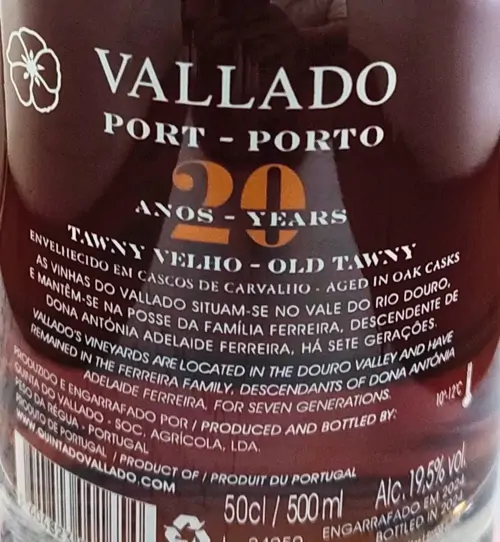 VALLADO
PORT - PORTO
20
ANOS - YEARS
TAWNY VELHO - OLD TAWNY
ENVELHECIDO EM CASCOS DE CARVALHO - AGED IN OAK CASKS
AS VINHAS DO VALLADO SITUAM-SE NO VALE DO RIO DOURO,
E MANTÊM-SE NA POSSE DA FAMÍLIA FERREIRA, DESCENDENTE DE
DONA ANTÓNIA ADELAIDE FERREIRA, HÁ SETE GERAÇÕES.
VALLADO'S VINEYARDS ARE LOCATED IN THE DOURO VALLEY AND HAVE
REMAINED IN THE FERREIRA FAMILY, DESCENDANTS OF DONA ANTÓNIA
ADELAIDE FERREIRA, FOR SEVEN GENERATIONS.
PRODUZIDO E ENGARRAFADO POR / PRODUCED AND BOTTLED BY:
QUINTA DO VALLADO - SOC. AGRÍCOLA, LDA.
PESO DA RÉGUA - PORTUGAL
PRODUTO DE PORTUGAL / PRODUCT OF / PRODUIT DU PORTUGAL
WWW.QUINTADOVALLADO.COM
10°-12°C
50cl / 500 ml
Alc. 19,5% vol.
ENGARRAFADO EM 2024
BOTTLED IN 2024